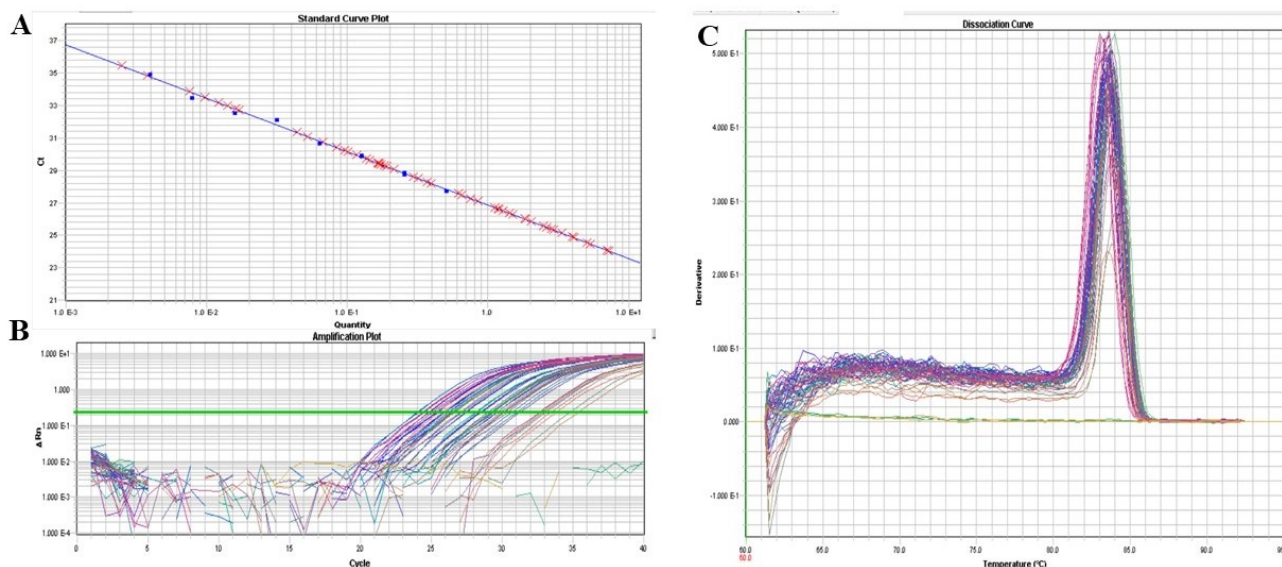 A
Standard Curve Plot
37
35
33
31
29
27
25
23
21
Ct
1.0 E-3
1.0 E-2
1.0 E-1
1.0
1.0 E+1
Quantity
B
Amplification Plot
1.000 E+1
1.000
1.000 E-1
1.000 E-2
1.000 E-3
1.000 E-4
Δ Rn
0
5
10
15
20
25
30
35
40
Cycle
C
Dissociation Curve
5.000 E-1
4.000 E-1
3.000 E-1
2.000 E-1
1.000 E-1
0.000
-1.000 E-1
Derivative
60.0
60.0
65.0
70.0
75.0
80.0
85.0
90.0
Temperature (°C)